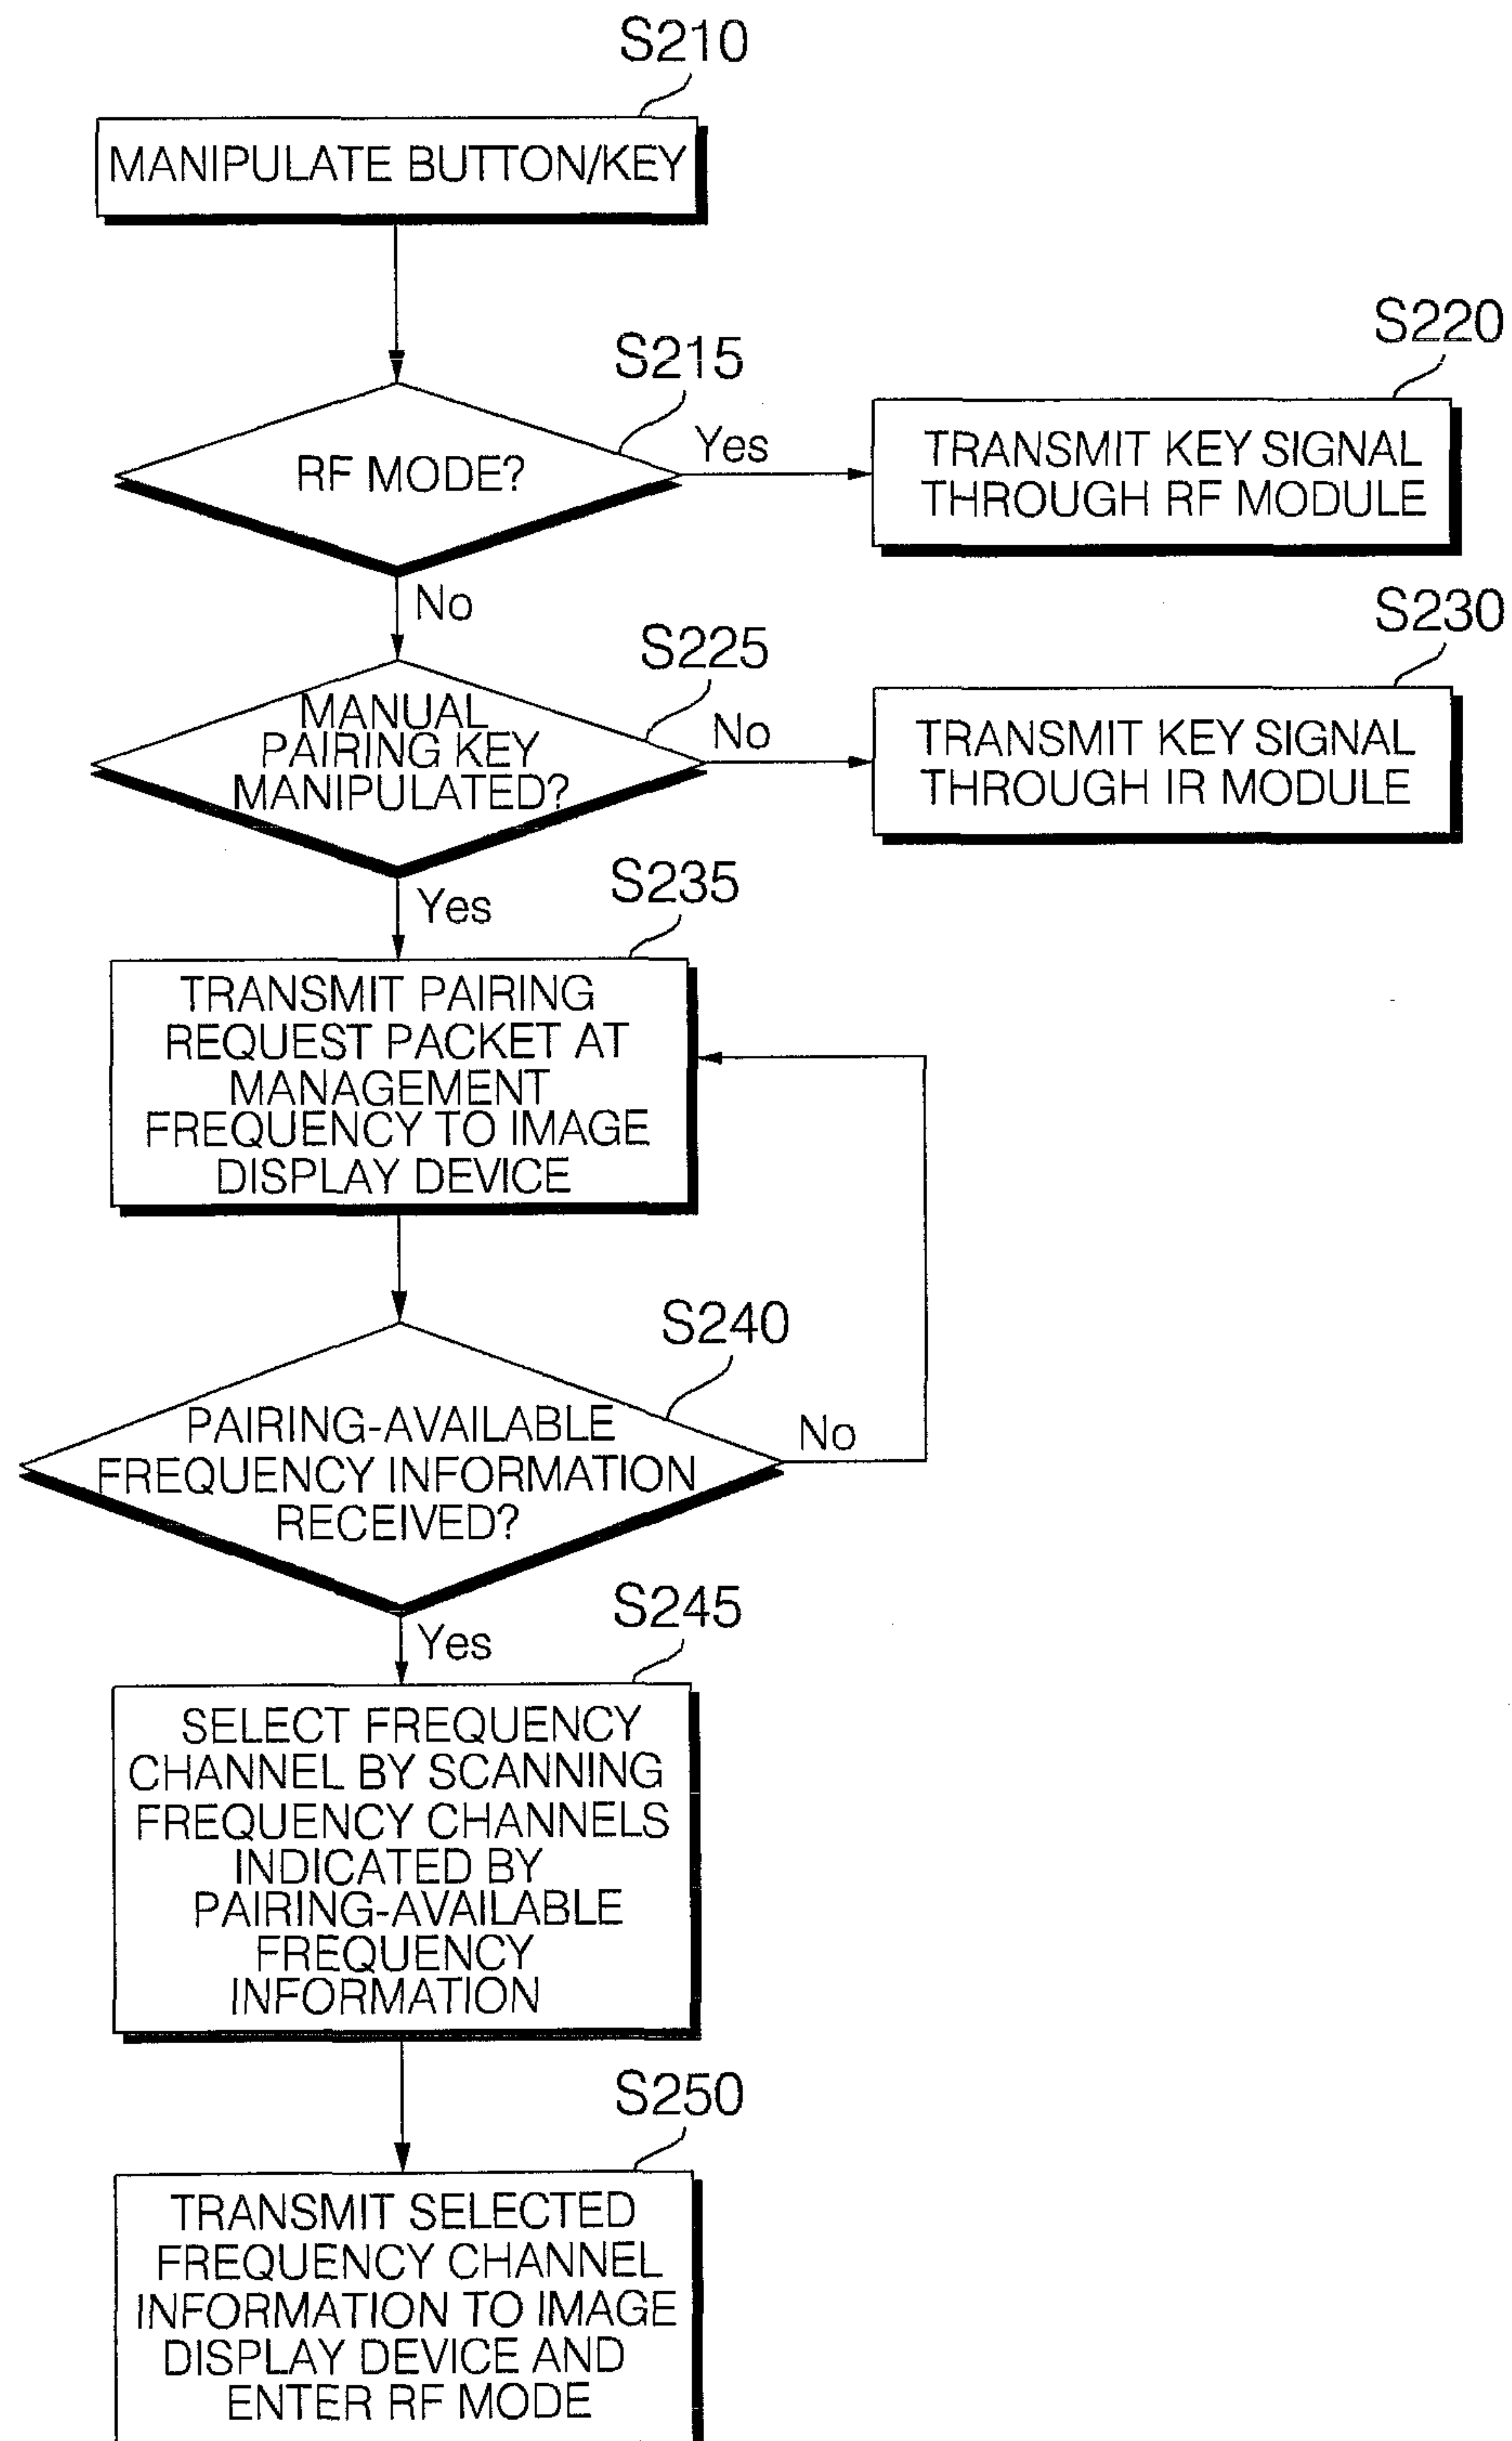 S210
MANIPULATE BUTTON/KEY
S215
RF MODE?
Yes
S220
TRANSMIT KEY SIGNAL
THROUGH RF MODULE
No
S225
MANUAL
PAIRING KEY
MANIPULATED?
No
S230
TRANSMIT KEY SIGNAL
THROUGH IR MODULE
Yes
S235
TRANSMIT PAIRING
REQUEST PACKET AT
MANAGEMENT
FREQUENCY TO IMAGE
DISPLAY DEVICE
S240
PAIRING-AVAILABLE
FREQUENCY INFORMATION
RECEIVED?
No
Yes
S245
SELECT FREQUENCY
CHANNEL BY SCANNING
FREQUENCY CHANNELS
INDICATED BY
PAIRING-AVAILABLE
FREQUENCY
INFORMATION
S250
TRANSMIT SELECTED
FREQUENCY CHANNEL
INFORMATION TO IMAGE
DISPLAY DEVICE AND
ENTER RF MODE